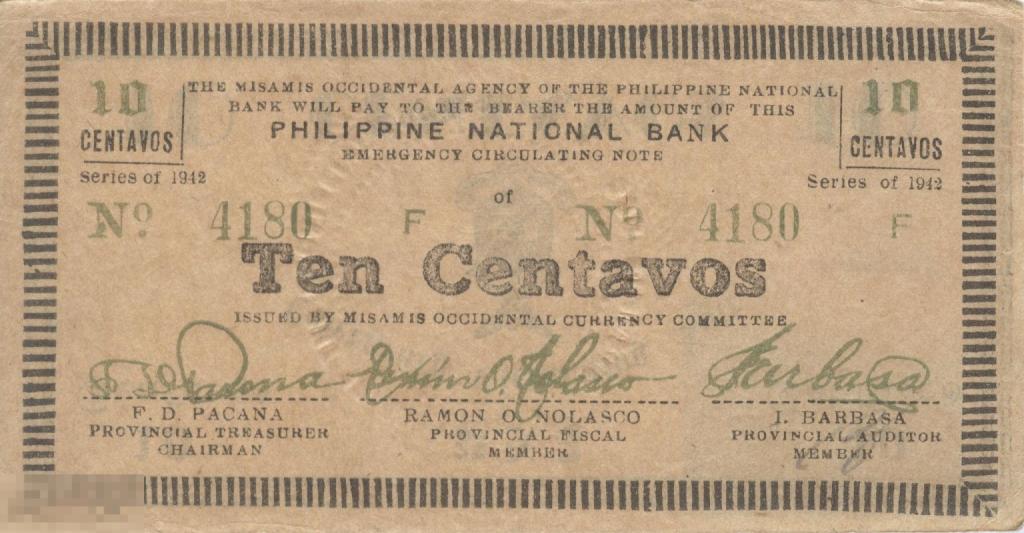 10 THE MISAMIS OCCIDENTAL AGENCY OF THE PHILIPPINE NATIONAL 10
CENTAVOS BANK WILL PAY TO THE BEARER THE AMOUNT OF THIS CENTAVOS
PHILIPPINE NATIONAL BANK
EMERGENCY CIRCULATING NOTE
Series of 1942 of Series of 1942
Nº 4180 F Nº 4180 F
Ten Centavos
ISSUED BY MISAMIS OCCIDENTAL CURRENCY COMMITTEE
F. D. PACANA RAMON O. NOLASCO I. BARBASA
PROVINCIAL TREASURER PROVINCIAL FISCAL PROVINCIAL AUDITOR
CHAIRMAN MEMBER MEMBER